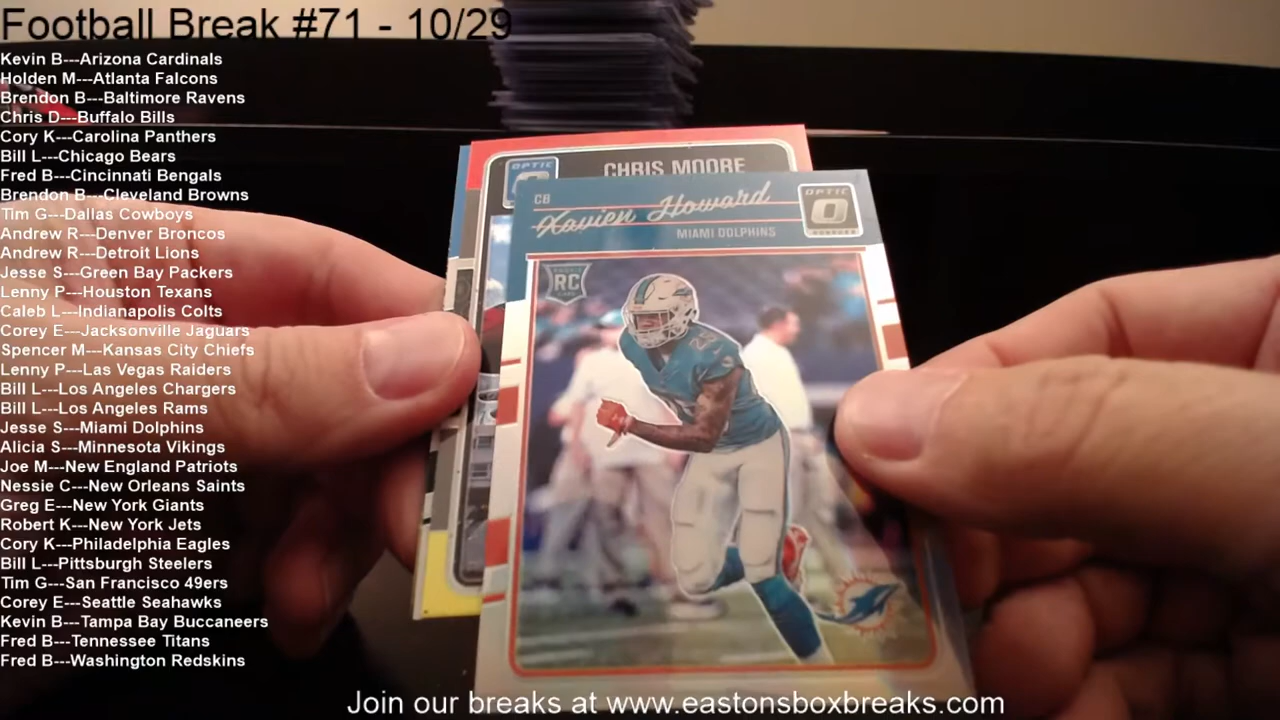 Football Break #71 - 10/29
Kevin B---Arizona Cardinals
Holden M---Atlanta Falcons
Brendon B---Baltimore Ravens
Chris D---Buffalo Bills
Cory K---Carolina Panthers
Bill L---Chicago Bears
Fred B---Cincinnati Bengals
Brendon B---Cleveland Browns
Tim G---Dallas Cowboys
Andrew R---Denver Broncos
Andrew R---Detroit Lions
Jesse S---Green Bay Packers
Lenny P---Houston Texans
Caleb L---Indianapolis Colts
Corey E---Jacksonville Jaguars
Spencer M---Kansas City Chiefs
Lenny P---Las Vegas Raiders
Bill L---Los Angeles Chargers
Bill L---Los Angeles Rams
Jesse S---Miami Dolphins
Alicia S---Minnesota Vikings
Joe M---New England Patriots
Nessie C---New Orleans Saints
Greg E---New York Giants
Robert K---New York Jets
Cory K---Philadelphia Eagles
Bill L---Pittsburgh Steelers
Tim G---San Francisco 49ers
Corey E---Seattle Seahawks
Kevin B---Tampa Bay Buccaneers
Fred B---Tennessee Titans
Fred B---Washington Redskins
OPTIC
CHRIS MOORE
CB
Xavien Howard
MIAMI DOLPHINS
OPTIC
RC
Join our breaks at www.eastonsboxbreaks.com